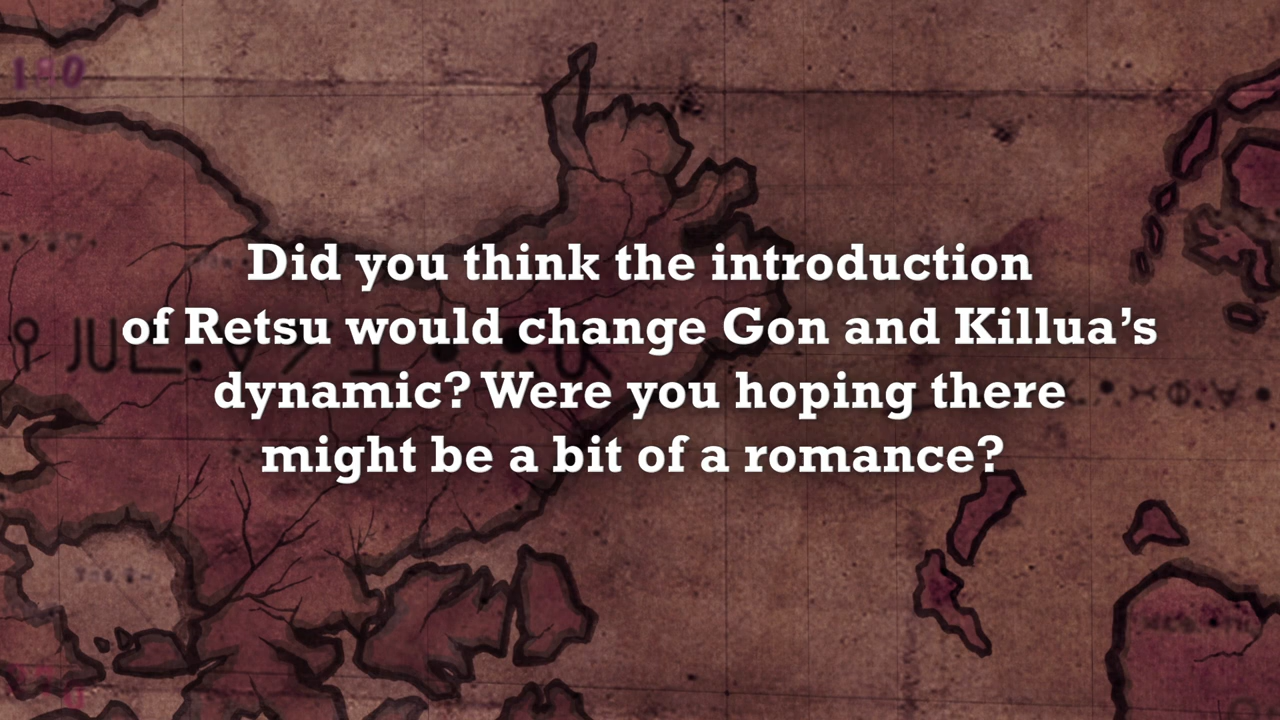 190
Did you think the introduction
of Retsu would change Gon and Killua’s
dynamic? Were you hoping there
might be a bit of a romance?